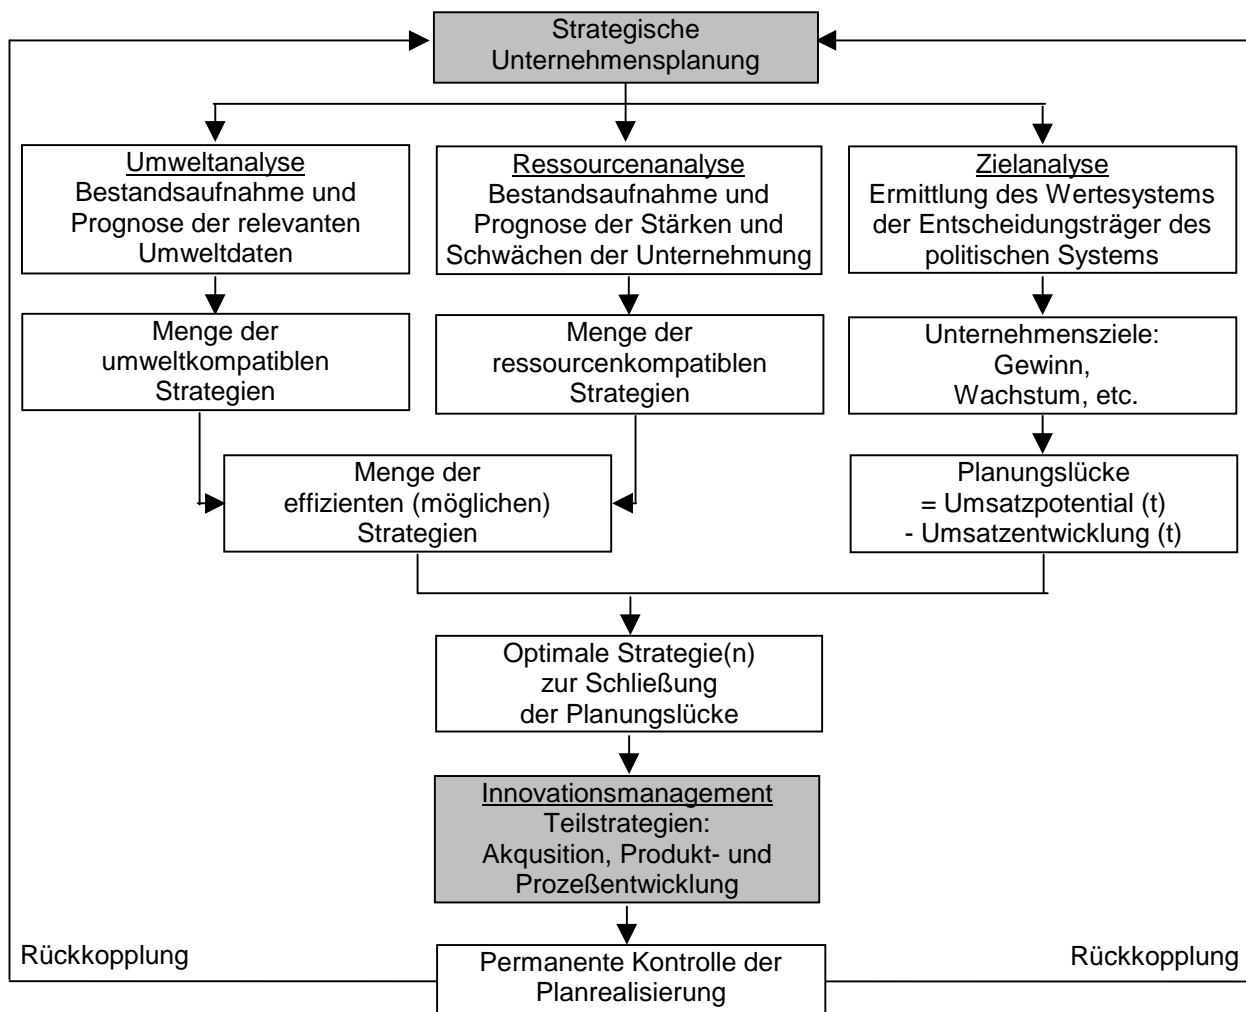 Strategische
Unternehmensplanung
Umweltanalyse
Bestandsaufnahme und
Prognose der relevanten
Umweltdaten
Ressourcenanalyse
Bestandsaufnahme und
Prognose der Stärken und
Schwächen der Unternehmung
Zielanalyse
Ermittlung des Wertesystems
der Entscheidungsträger des
politischen Systems
Menge der
umweltkompatiblen
Strategien
Menge der
ressourcenkompatiblen
Strategien
Unternehmensziele:
Gewinn,
Wachstum, etc.
Menge der
effizienten (möglichen)
Strategien
Planungslücke
= Umsatzpotential (t)
- Umsatzentwicklung (t)
Optimale Strategie(n)
zur Schließung
der Planungslücke
Innovationsmanagement
Teilstrategien:
Akqusition, Produkt- und
Prozeßentwicklung
Rückkopplung
Permanente Kontrolle der
Planrealisierung
Rückkopplung